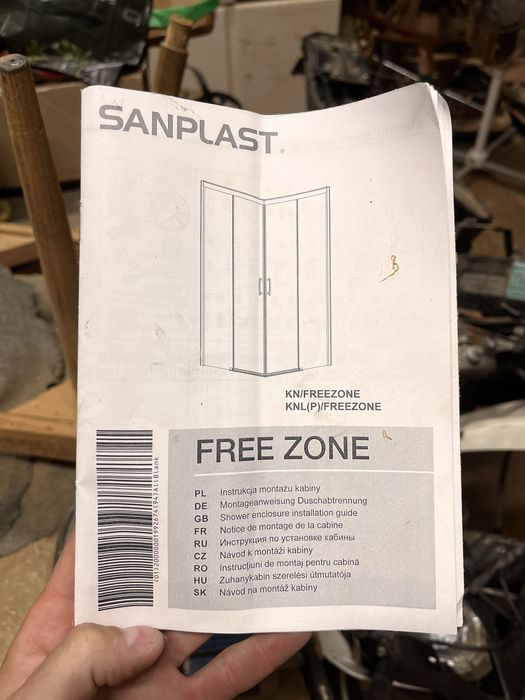 SANPLAST
KN/FREEZONE
KNL(P)/FREEZONE
FREE ZONE
PL Instrukcja montażu kabiny
DE Montageanweisung Duschabtrennung
GB Shower enclosure installation guide
FR Notice de montage de la cabine
RU Инструкция по установке кабины
CZ Návod k montáži kabiny
RO Instrucțiuni de montaj pentru cabină
HU Zuhanykabin szerelési útmutatója
SK Návod na montáž kabiny